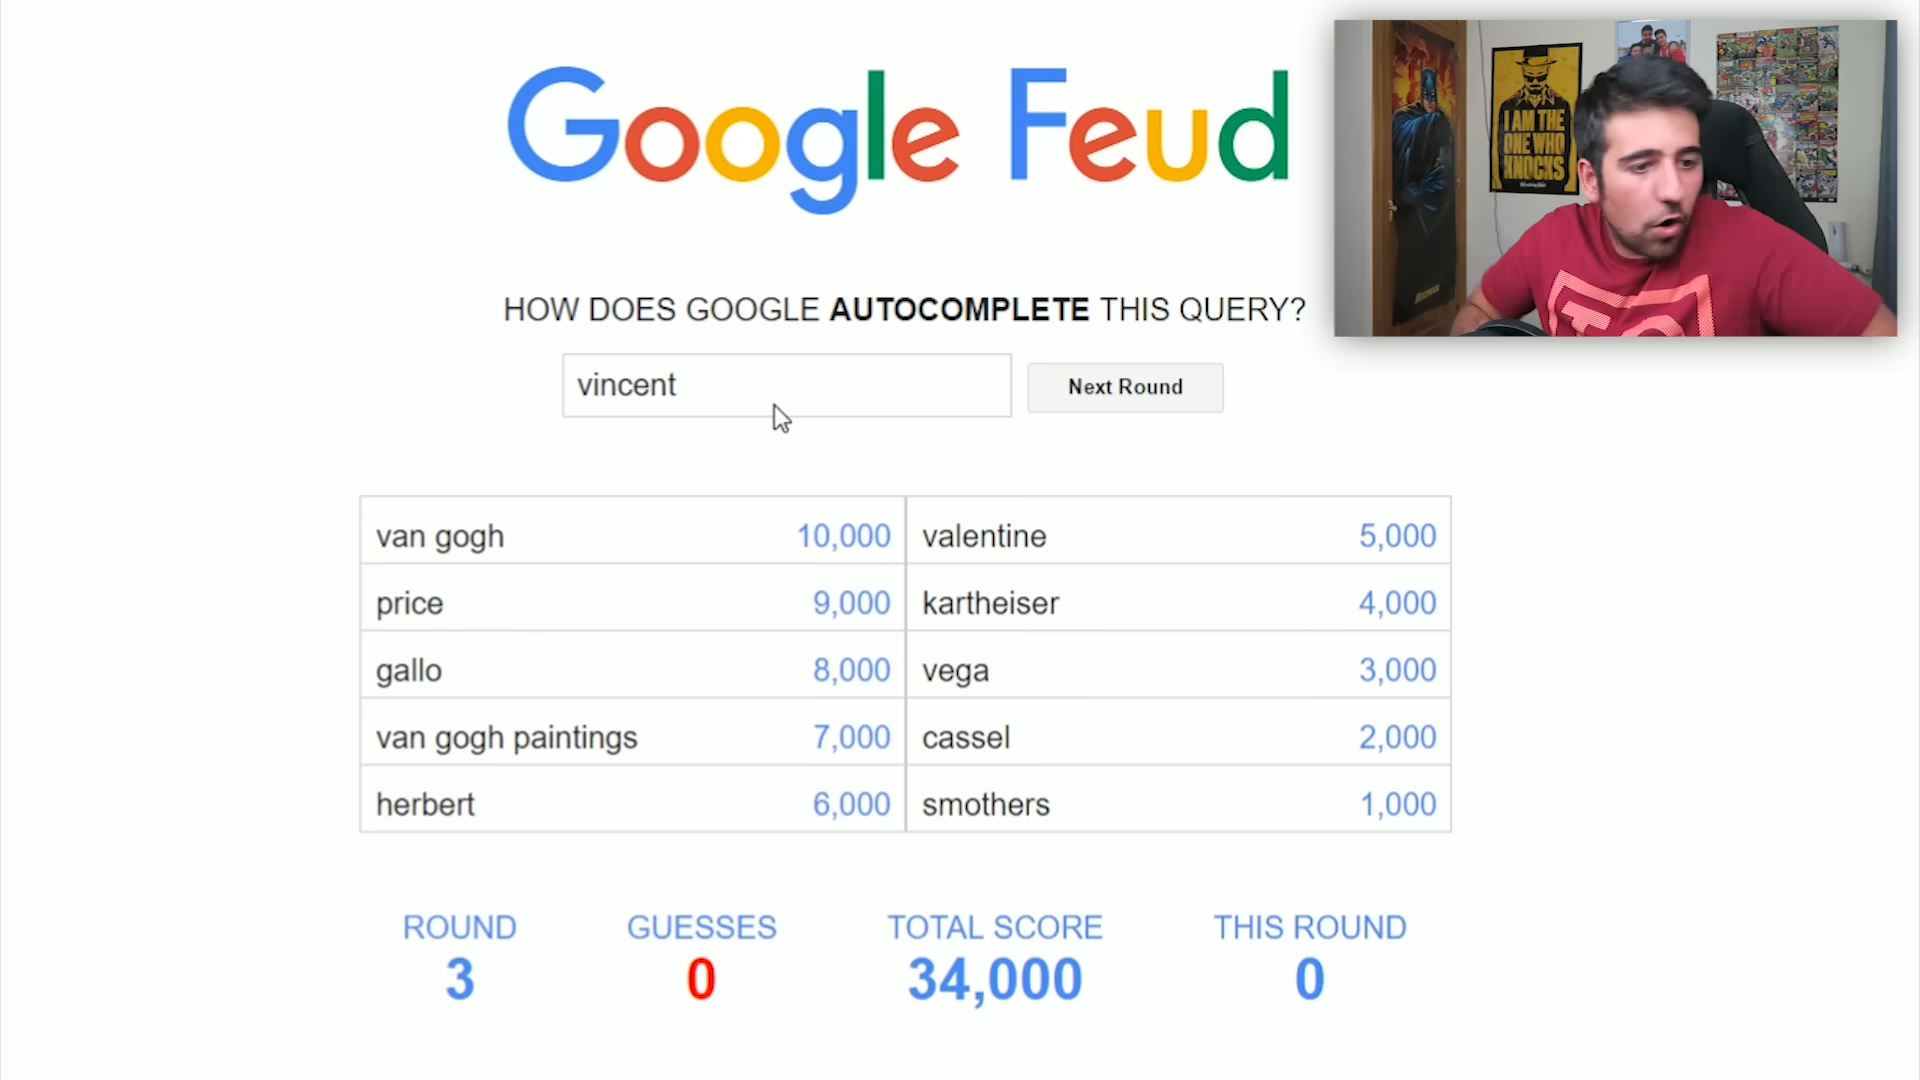 Google Feud
HOW DOES GOOGLE AUTOCOMPLETE THIS QUERY?
vincent
Next Round
van gogh 10,000
valentine 5,000
price 9,000
kartheiser 4,000
gallo 8,000
vega 3,000
van gogh paintings 7,000
cassel 2,000
herbert 6,000
smothers 1,000
ROUND
3
GUESSES
0
TOTAL SCORE
34,000
THIS ROUND
0
I AM THE
ONE WHO
KNOCKS